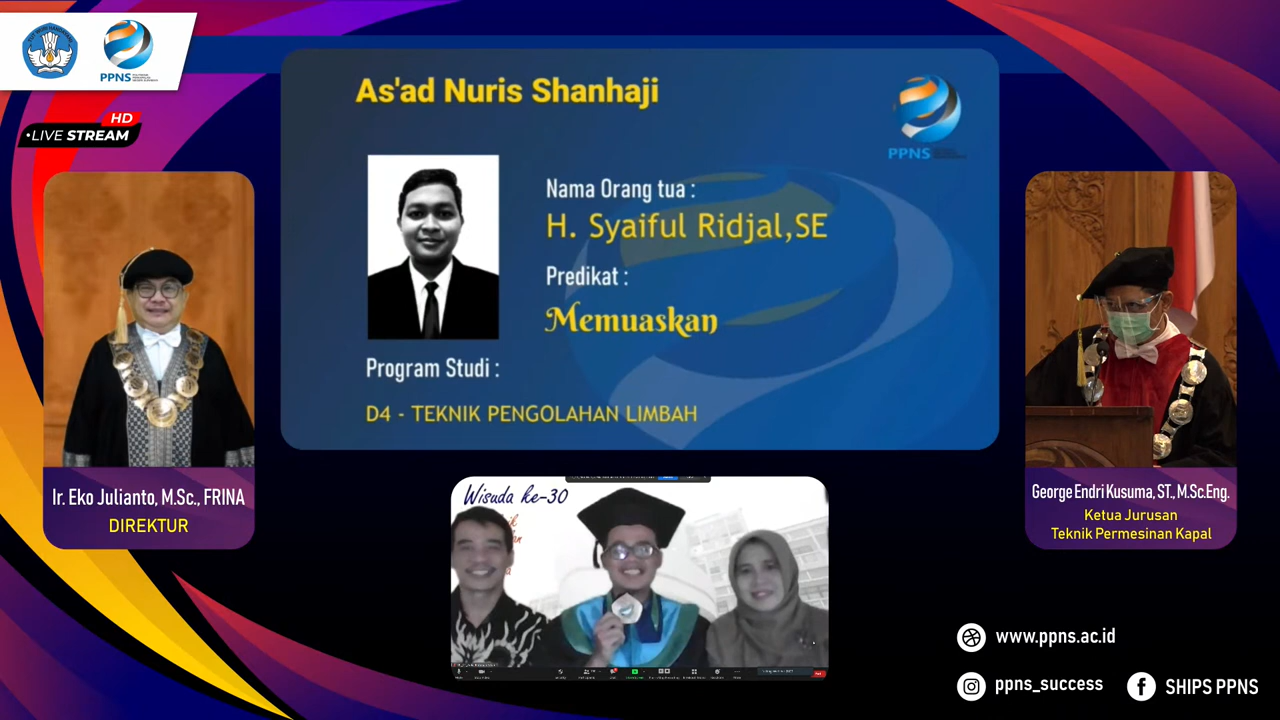 PPNS
HD
LIVE STREAM
As'ad Nuris Shanhaji
PPNS
Nama Orang tua :
H. Syaiful Ridjal,SE
Predikat :
Memuaskan
Program Studi :
D4 - TEKNIK PENGOLAHAN LIMBAH
Ir. Eko Julianto, M.Sc., FRINA
DIREKTUR
George Endri Kusuma, ST., M.Sc.Eng.
Ketua Jurusan
Teknik Permesinan Kapal
Wisuda ke-30
www.ppns.ac.id
ppns_success
SHIPS PPNS